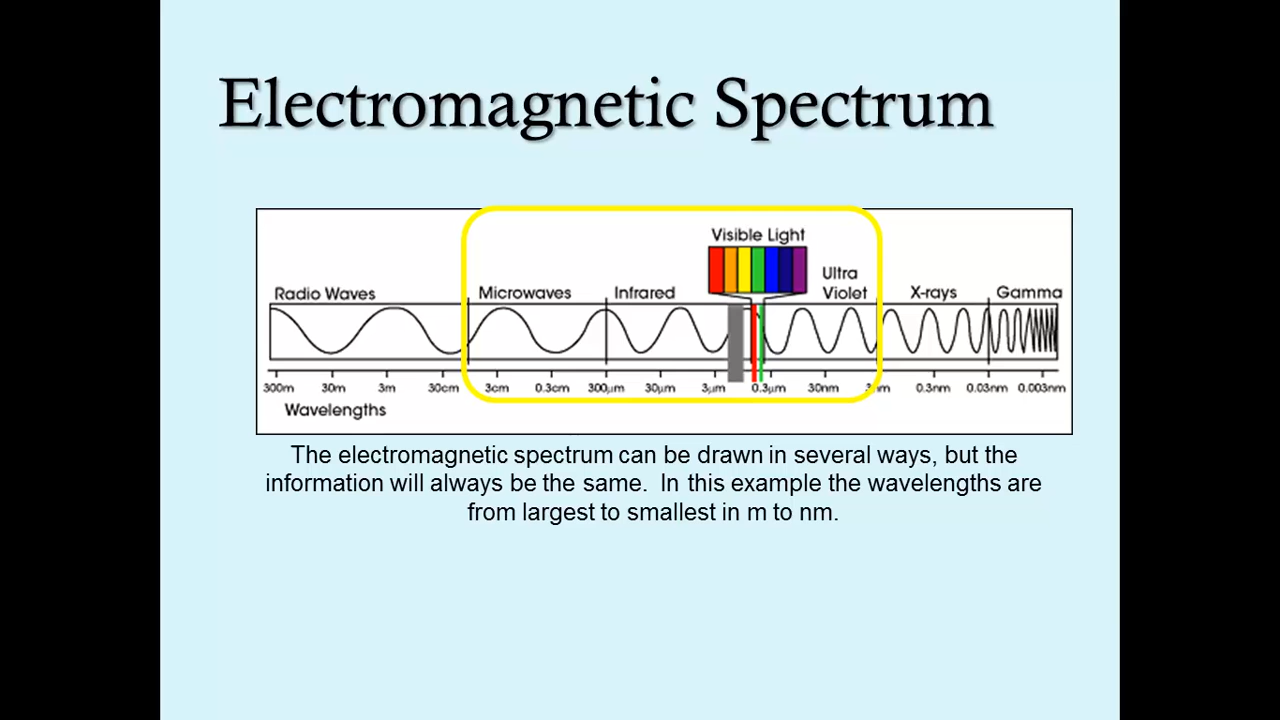 Electromagnetic Spectrum
Visible Light
Ultra
Radio Waves Microwaves Infrared Violet X-rays Gamma
300m 30m 3m 30cm 3cm 0.3cm 300μm 30μm 3μm 0.3μm 30nm 0.3nm 0.03nm 0.003nm
Wavelengths
The electromagnetic spectrum can be drawn in several ways, but the
information will always be the same. In this example the wavelengths are
from largest to smallest in m to nm.